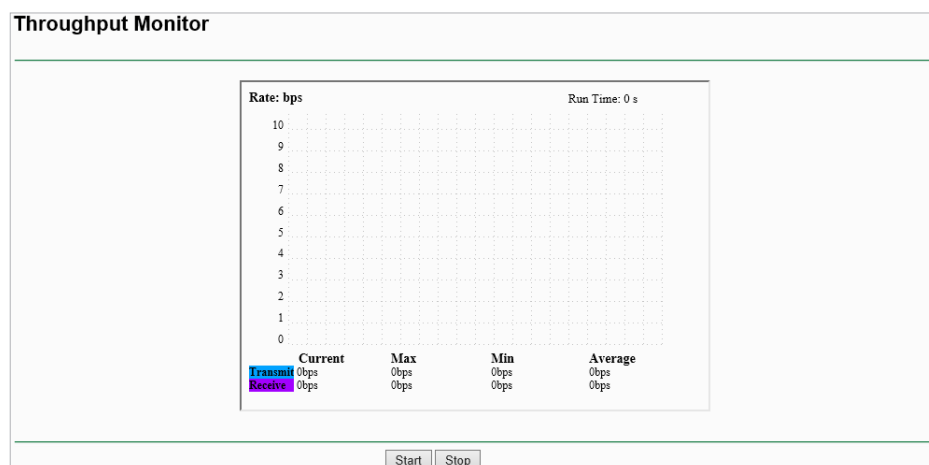 Throughput Monitor
Rate: bps Run Time: 0 s
10
9
8
7
6
5
4
3
2
1
0
Current Max Min Average
Transmit 0bps 0bps 0bps 0bps
Receive 0bps 0bps 0bps 0bps
Start Stop